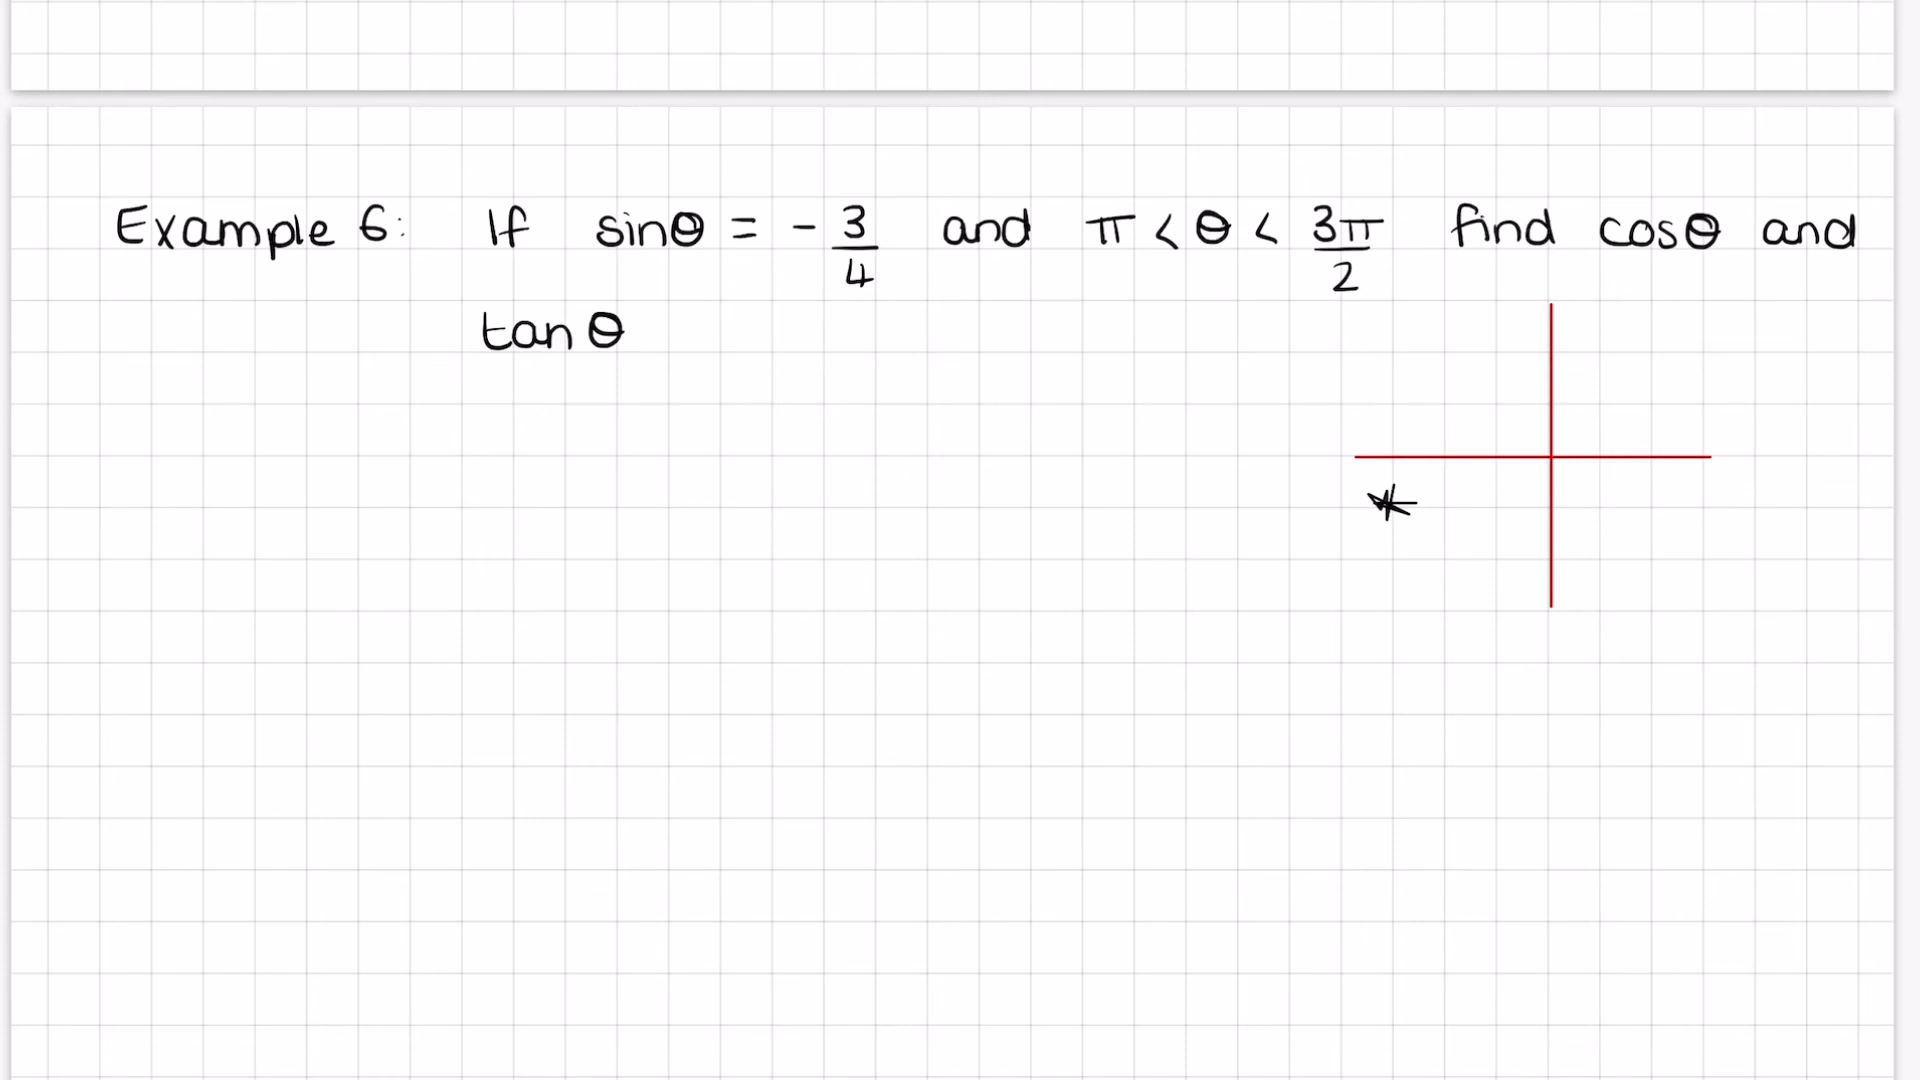 Example 6: If sinθ = - 3/4 and π < θ < 3π/2 find cosθ and
tan θ